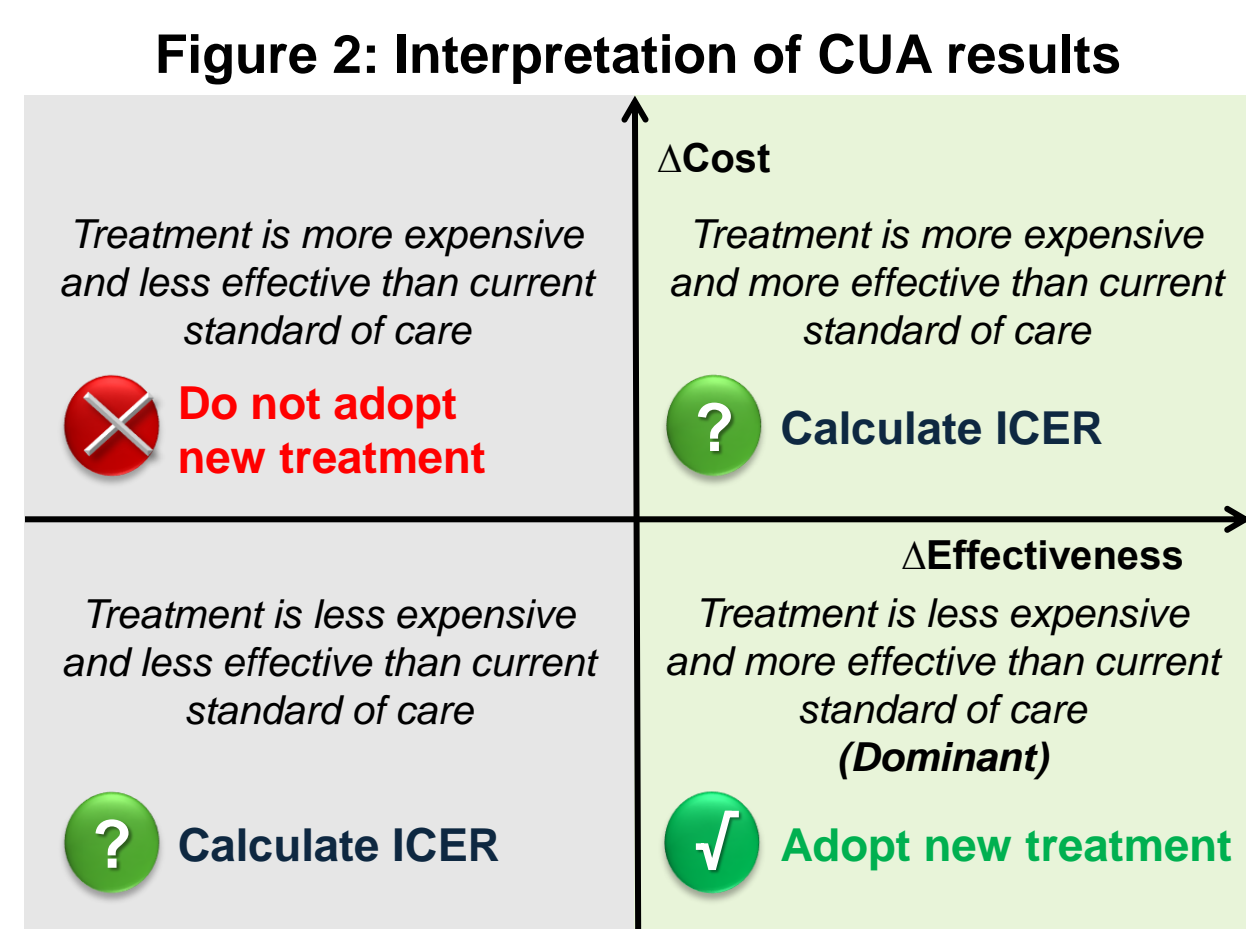 Figure 2: Interpretation of CUA results
∆Cost
Treatment is more expensive
and less effective than current
standard of care
Do not adopt
new treatment
Treatment is more expensive
and more effective than current
standard of care
?
Calculate ICER
∆Effectiveness
Treatment is less expensive
and less effective than current
standard of care
?
Calculate ICER
Treatment is less expensive
and more effective than current
standard of care
(Dominant)
√
Adopt new treatment